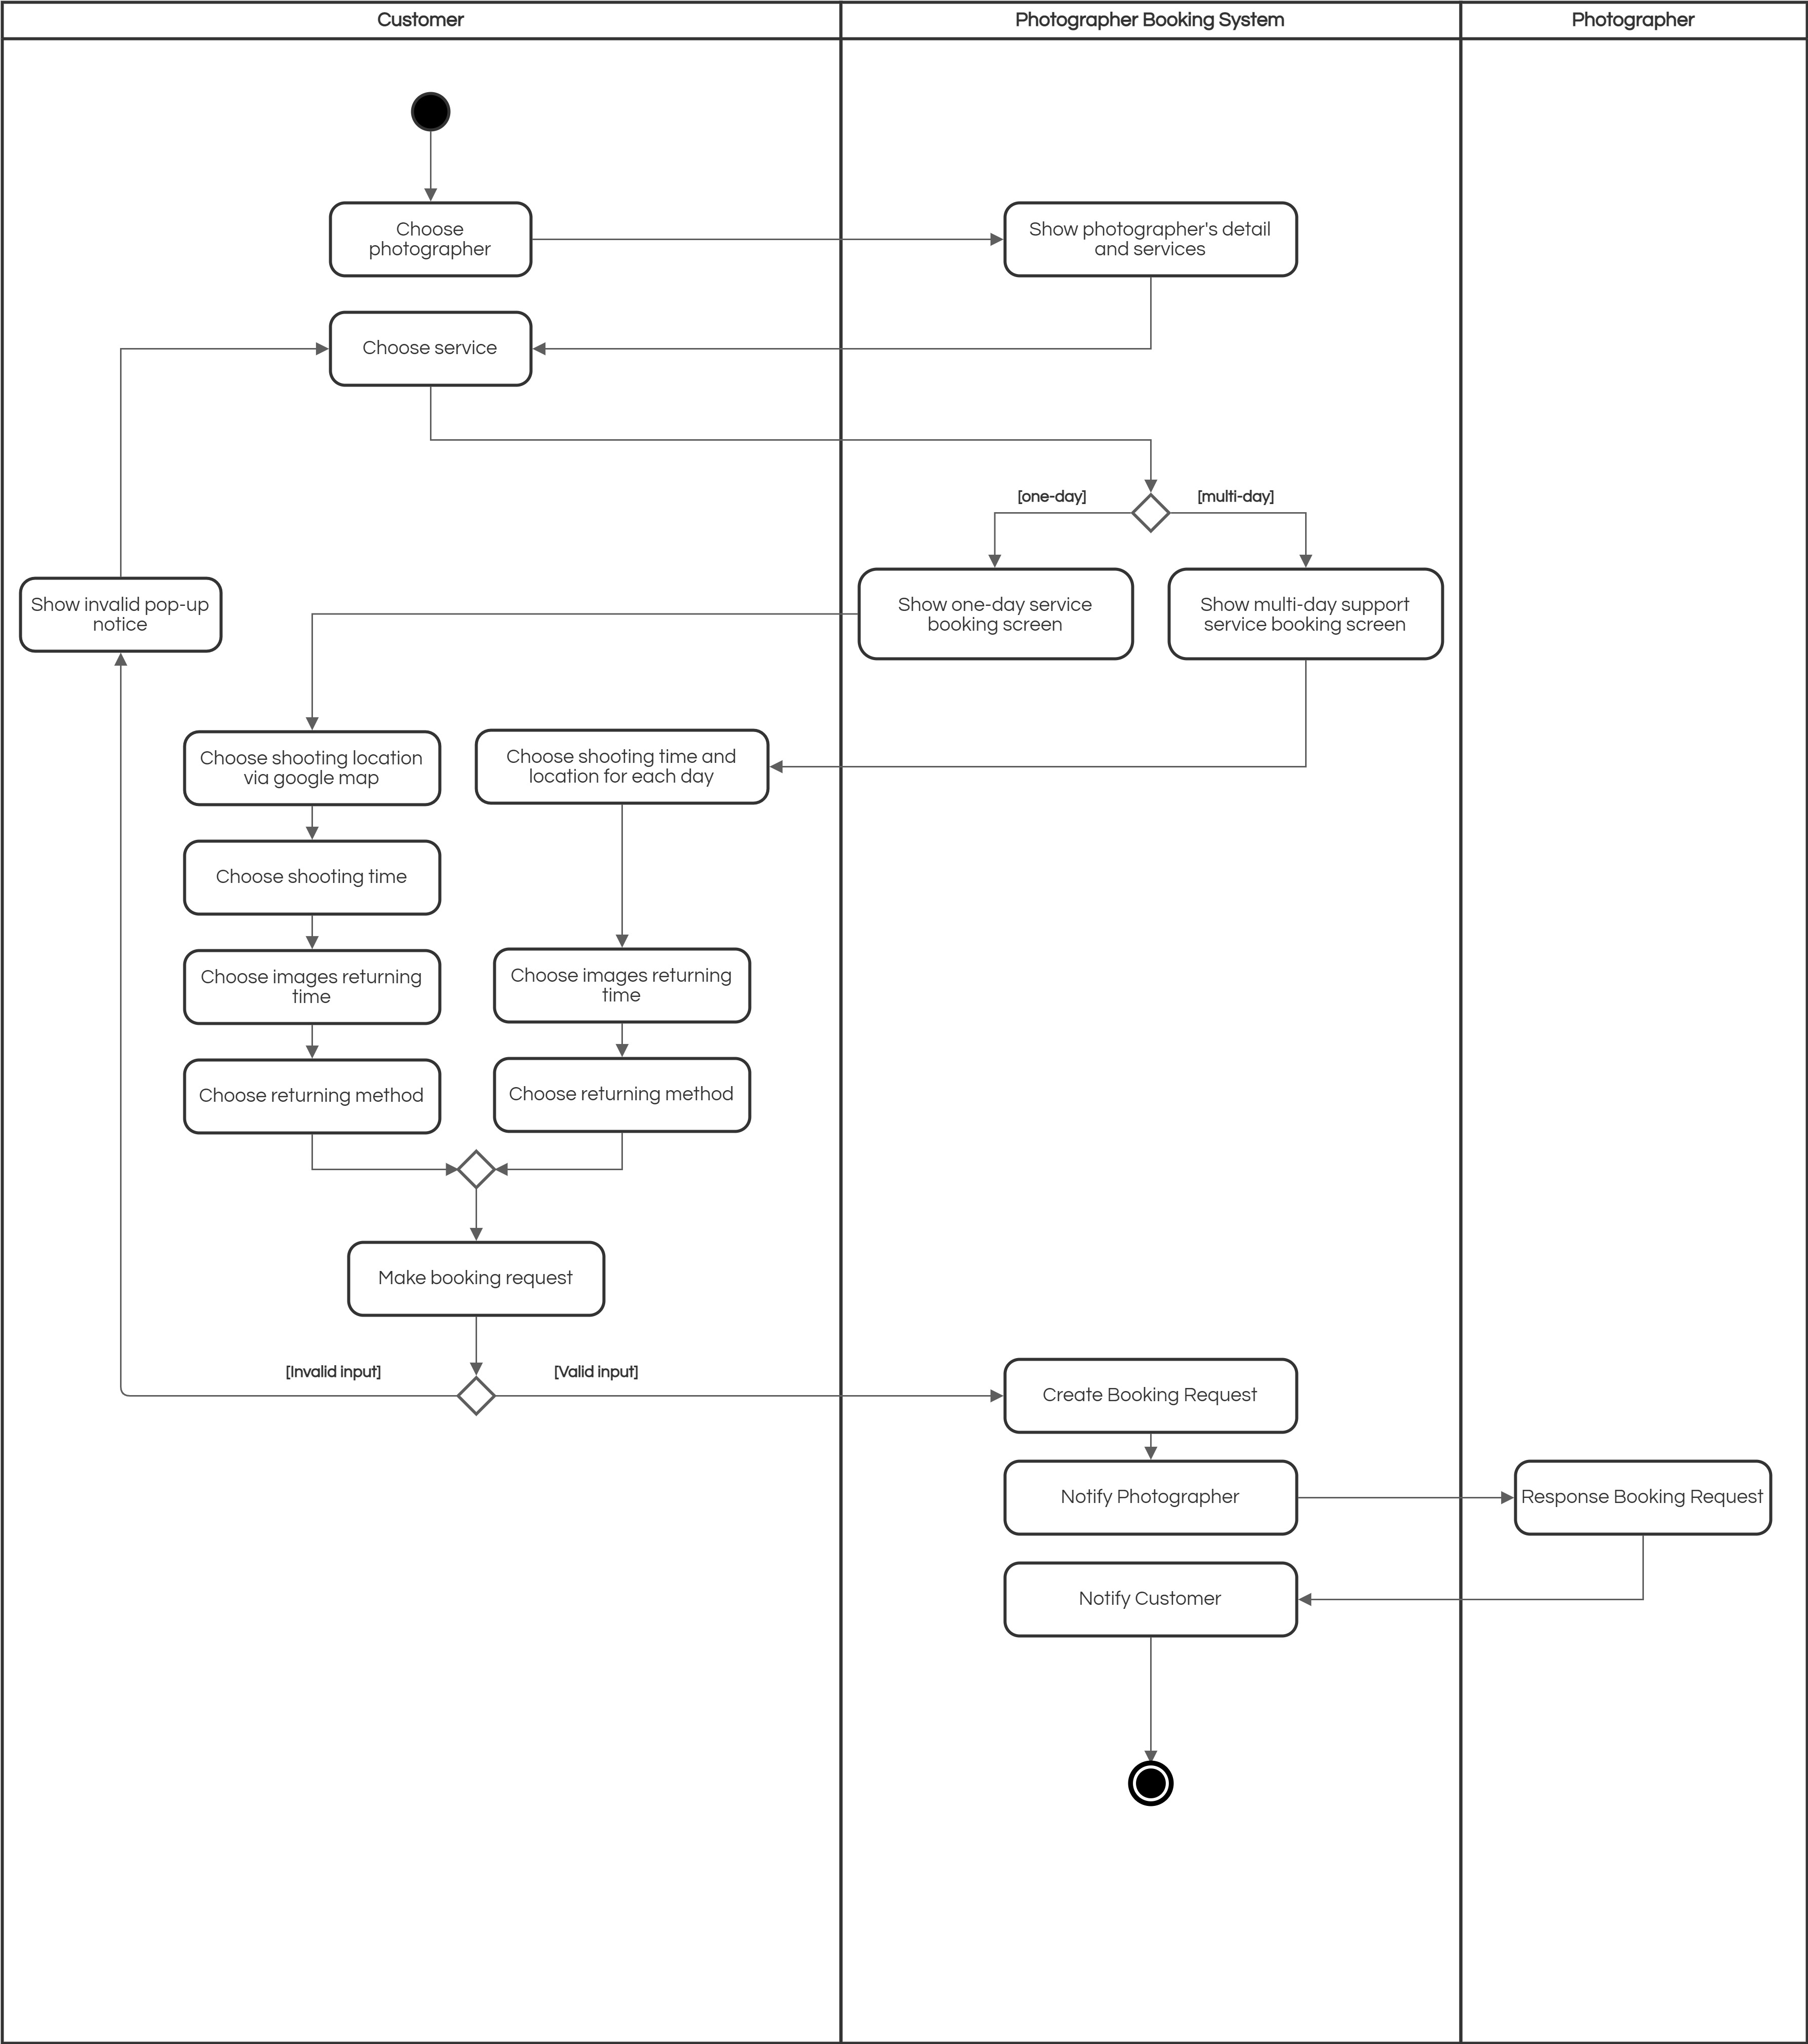 Customer
Photographer Booking System
Photographer
Choose
photographer
Show photographer's detail
and services
Choose service
[one-day]
[multi-day]
Show invalid pop-up
notice
Show one-day service
booking screen
Show multi-day support
service booking screen
Choose shooting location
via google map
Choose shooting time and
location for each day
Choose shooting time
Choose images returning
time
Choose images returning
time
Choose returning method
Choose returning method
Make booking request
[Invalid input]
[Valid input]
Create Booking Request
Notify Photographer
Response Booking Request
Notify Customer